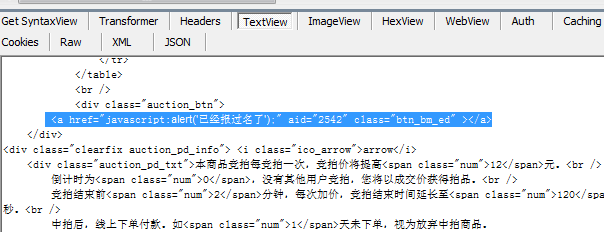 Get SyntaxView Transformer Headers TextView ImageView HexView WebView Auth Caching
Cookies Raw XML JSON
</tr>
</table>
<br />
<div class="auction_btn">
<a href="javascript:alert('已经报过名了');" aid="2542" class="btn_bm_ed" ></a>
</div>
<div class="clearfix auction_pd_info"> <i class="ico_arrow">arrow</i>
<div class="auction_pd_txt">本商品竞拍每竞拍一次，竞拍价将提高<span class="num">12</span>元。<br />
倒计时为<span class="num">0</span>，没有其他用户竞拍，您将以成交价获得拍品。<br />
竞拍结束前<span class="num">2</span>分钟，每次加价，竞拍结束时间延长至<span class="num">120</span>
秒。<br />
中拍后，线上下单付款。如<span class="num">1</span>天未下单，视为放弃中拍商品。